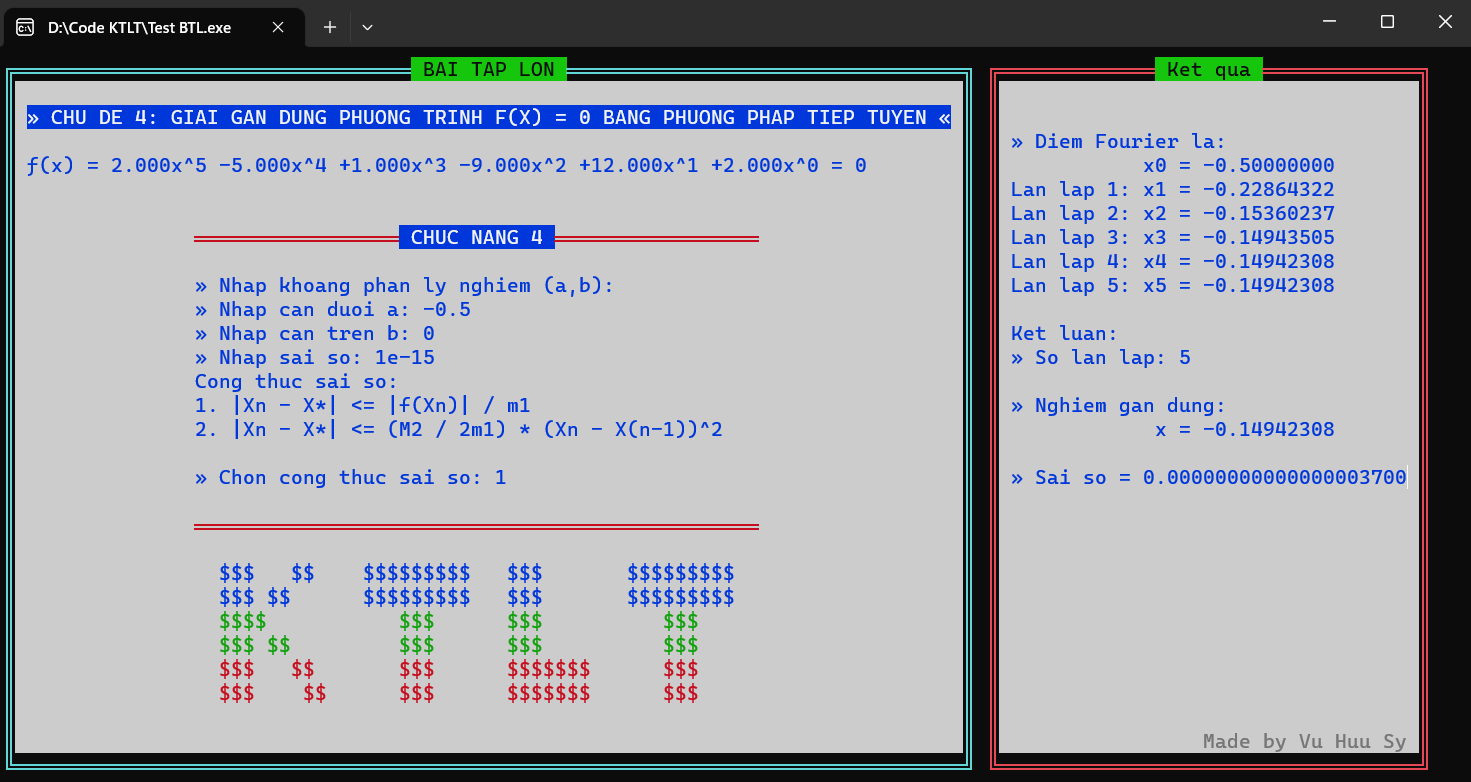 D:\Code KTLT\Test BTL.exe
BAI TAP LON
» CHU DE 4: GIAI GAN DUNG PHUONG TRINH F(X) = 0 BANG PHUONG PHAP TIEP TUYEN «
f(x) = 2.000x^5 -5.000x^4 +1.000x^3 -9.000x^2 +12.000x^1 +2.000x^0 = 0
CHUC NANG 4
» Nhap khoang phan ly nghiem (a,b):
» Nhap can duoi a: -0.5
» Nhap can tren b: 0
» Nhap sai so: 1e-15
Cong thuc sai so:
1. |Xn - X*| <= |f(Xn)| / m1
2. |Xn - X*| <= (M2 / 2m1) * (Xn - X(n-1))^2
» Chon cong thuc sai so: 1
$$$   $$    $$$$$$$$$   $$$       $$$$$$$$$
$$$ $$      $$$$$$$$$   $$$       $$$$$$$$$
$$$$           $$$      $$$          $$$
$$$ $$         $$$      $$$          $$$
$$$   $$       $$$      $$$$$$$      $$$
$$$    $$      $$$      $$$$$$$      $$$
Ket qua
» Diem Fourier la:
x0 = -0.50000000
Lan lap 1: x1 = -0.22864322
Lan lap 2: x2 = -0.15360237
Lan lap 3: x3 = -0.14943505
Lan lap 4: x4 = -0.14942308
Lan lap 5: x5 = -0.14942308
Ket luan:
» So lan lap: 5
» Nghiem gan dung:
x = -0.14942308
» Sai so = 0.00000000000000003700
Made by Vu Huu Sy